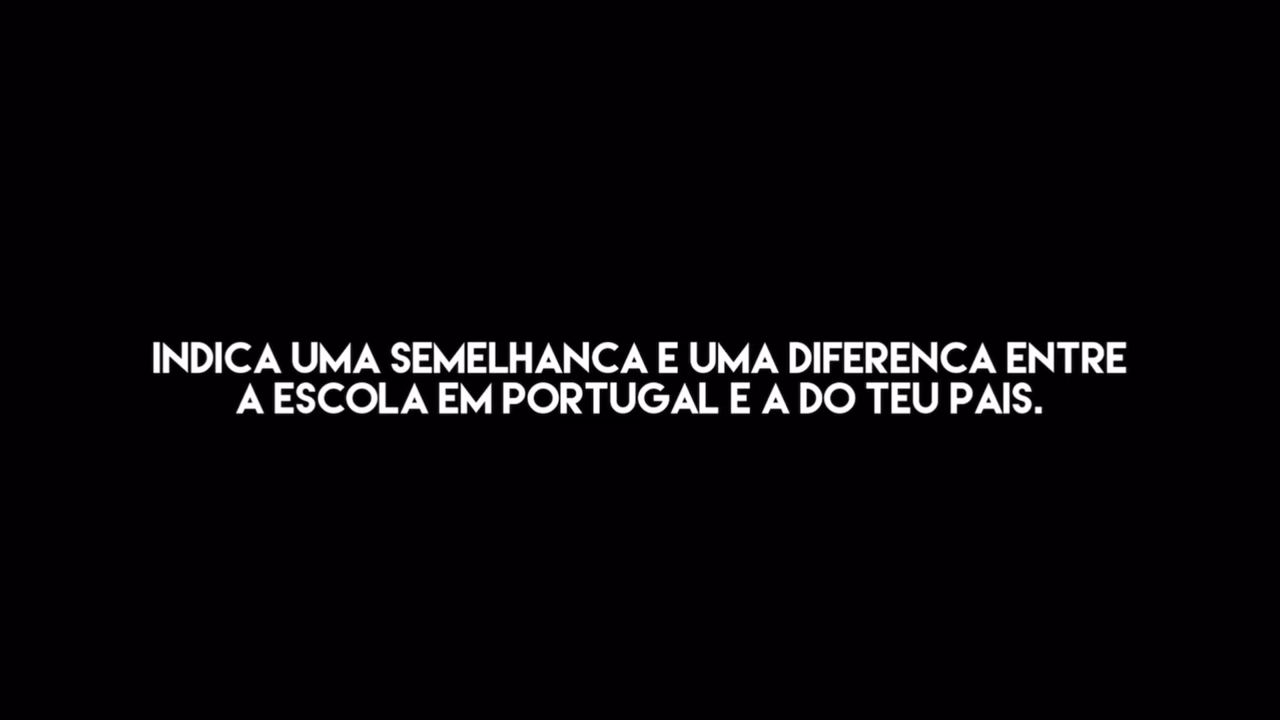 INDICA UMA SEMELHANCA E UMA DIFERENCA ENTRE
A ESCOLA EM PORTUGAL E A DO TEU PAIS.